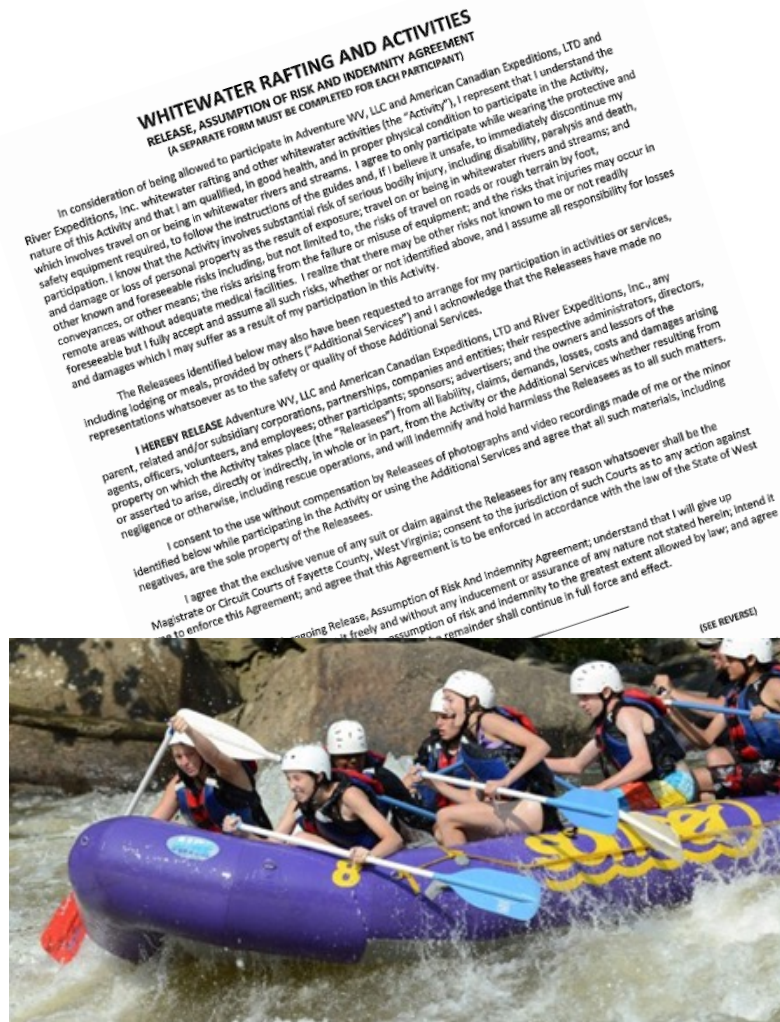 WHITEWATER RAFTING AND ACTIVITIES
RELEASE, ASSUMPTION OF RISK AND INDEMNITY AGREEMENT
(A SEPARATE FORM MUST BE COMPLETED FOR EACH PARTICIPANT)
In consideration of being allowed to participate in Adventure WV, LLC and American Canadian Expeditions, LTD and
River Expeditions, Inc. whitewater rafting and other whitewater activities (the "Activity"), I represent that I understand the
nature of this Activity and that I am qualified, in good health, and in proper physical condition to participate in the Activity,
which involves travel on or being in whitewater rivers and streams. I agree to only participate while wearing the protective and
safety equipment required, to follow the instructions of the guides and, if I believe it unsafe, to immediately discontinue my
participation. I know that the Activity involves substantial risk of serious bodily injury, including disability, paralysis and death,
and damage or loss of personal property as the result of exposure; travel on or being in whitewater rivers and streams; and
other known and foreseeable risks including, but not limited to, the risks of travel on roads or rough terrain by foot,
conveyances, or other means; the risks arising from the failure or misuse of equipment; and the risks that injuries may occur in
remote areas without adequate medical facilities. I realize that there may be other risks not known to me or not readily
foreseeable but I fully accept and assume all such risks, whether or not identified above, and I assume all responsibility for losses
and damages which I may suffer as a result of my participation in this Activity.
The Releasees identified below may also have been requested to arrange for my participation in activities or services,
including lodging or meals, provided by others ("Additional Services") and I acknowledge that the Releasees have made no
representations whatsoever as to the safety or quality of those Additional Services.
I HEREBY RELEASE Adventure WV, LLC and American Canadian Expeditions, LTD and River Expeditions, Inc., any
parent, related and/or subsidiary corporations, partnerships, companies and entities; their respective administrators, directors,
agents, officers, volunteers, and employees; other participants; sponsors; advertisers; and the owners and lessors of the
property on which the Activity takes place (the "Releasees") from all liability, claims, demands, losses, costs and damages arising
or asserted to arise, directly or indirectly, in whole or in part, from the Activity or the Additional Services whether resulting from
negligence or otherwise, including rescue operations, and will indemnify and hold harmless the Releasees as to all such matters.
I consent to the use without compensation by Releasees of photographs and video recordings made of me or the minor
identified below while participating in the Activity or using the Additional Services and agree that all such materials, including
negatives, are the sole property of the Releasees.
I agree that the exclusive venue of any suit or claim against the Releasees for any reason whatsoever shall be the
Magistrate or Circuit Courts of Fayette County, West Virginia; consent to the jurisdiction of such Courts as to any action against
me to enforce this Agreement; and agree that this Agreement is to be enforced in accordance with the law of the State of West
going Release, Assumption of Risk And Indemnity Agreement; understand that I will give up
it freely and without any inducement or assurance of any nature not stated herein; intend it
assumption of risk and indemnity to the greatest extent allowed by law; and agree
remainder shall continue in full force and effect.
(SEE REVERSE)
8